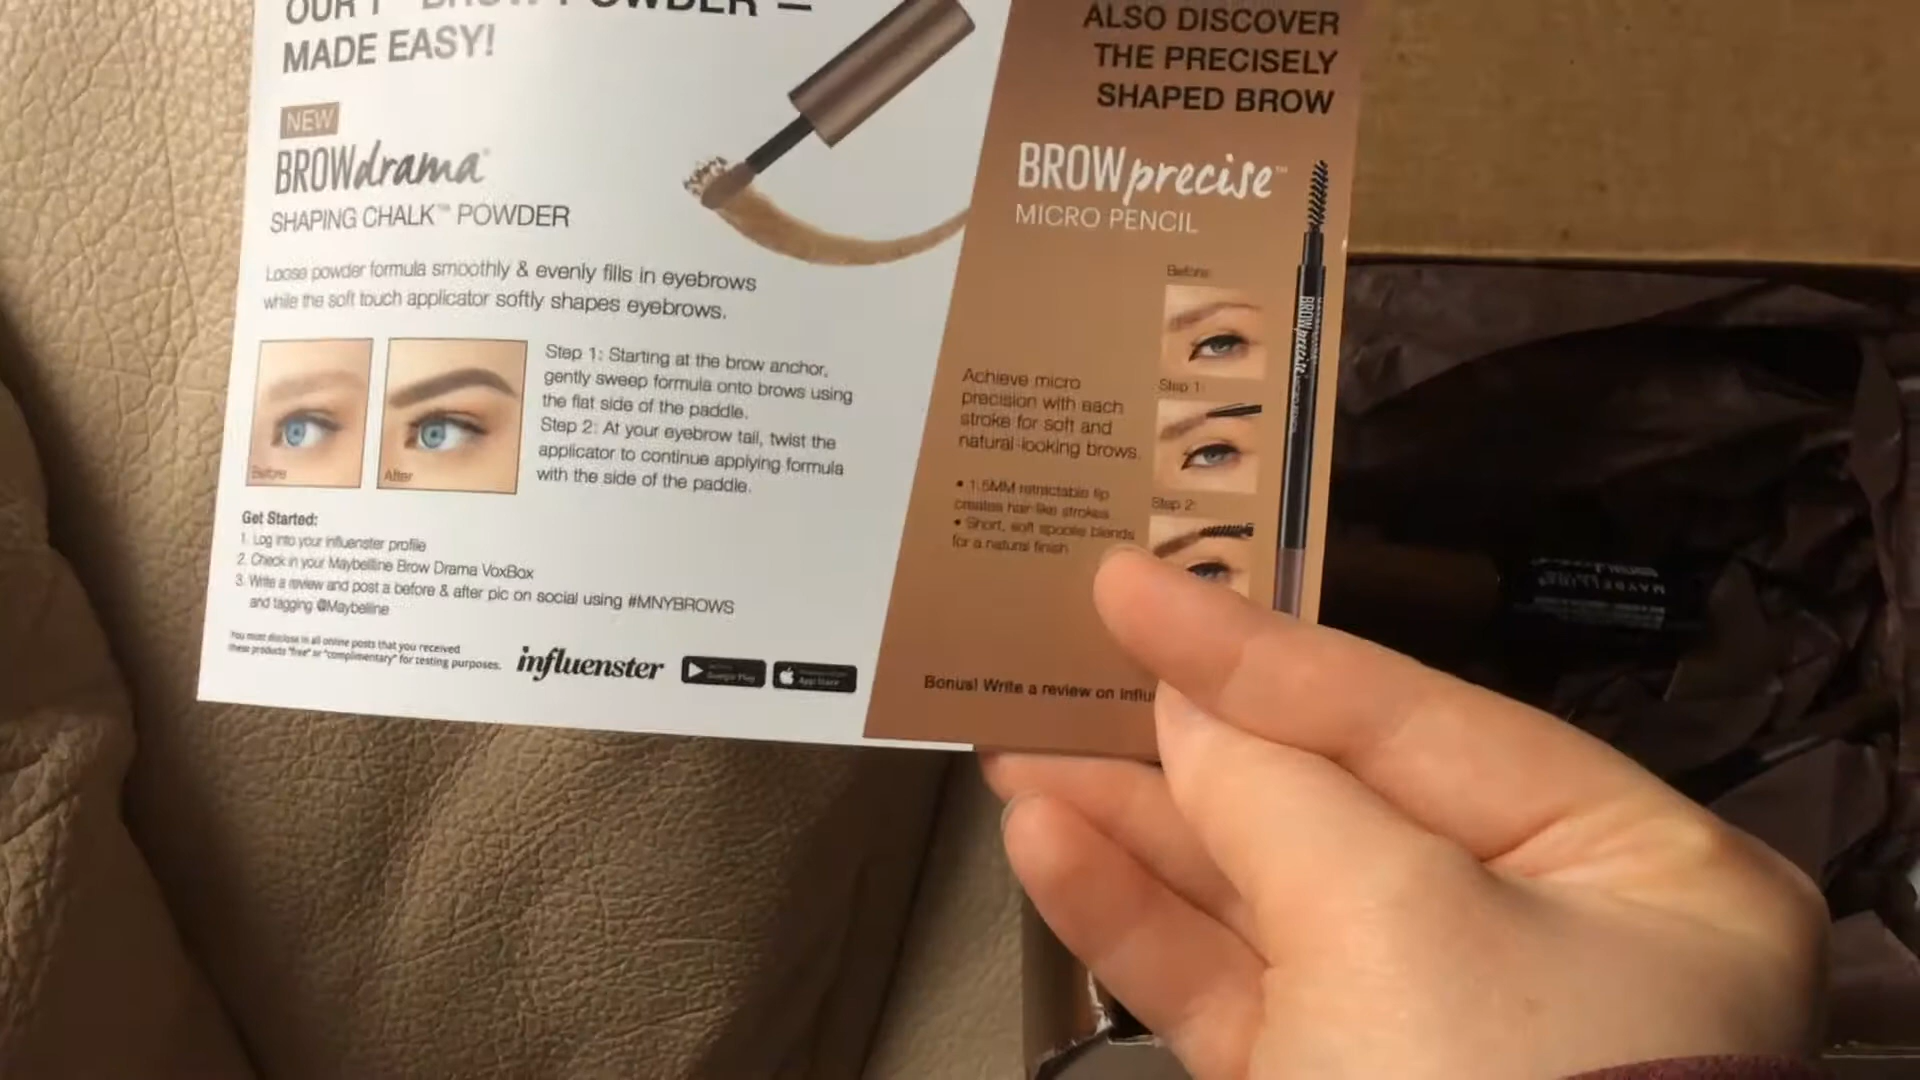 OUR 1ST BROW POWDER —
MADE EASY!
NEW
BROWdrama®
SHAPING CHALK™ POWDER
Loose powder formula smoothly & evenly fills in eyebrows
while the soft touch applicator softly shapes eyebrows.
Before
After
Step 1: Starting at the brow anchor,
gently sweep formula onto brows using
the flat side of the paddle.
Step 2: At your eyebrow tail, twist the
applicator to continue applying formula
with the side of the paddle.
Get Started:
1. Log into your influenster profile
2. Check in your Maybelline Brow Drama VoxBox
3. Write a review and post a before & after pic on social using #MNYBROWS
and tagging @Maybelline
You must disclose in all online posts that you received
these products "free" or "complimentary" for testing purposes.
influenster
Google Play
App Store
ALSO DISCOVER
THE PRECISELY
SHAPED BROW
BROWprecise™
MICRO PENCIL
Before:
Step 1:
Step 2:
Achieve micro
precision with each
stroke for soft and
natural-looking brows.
• 1.5MM retractable tip
creates hair-like strokes
• Short, soft spoolie blends
for a natural finish
BROWprecise
Bonus! Write a review on Influ
MAYBELLINE